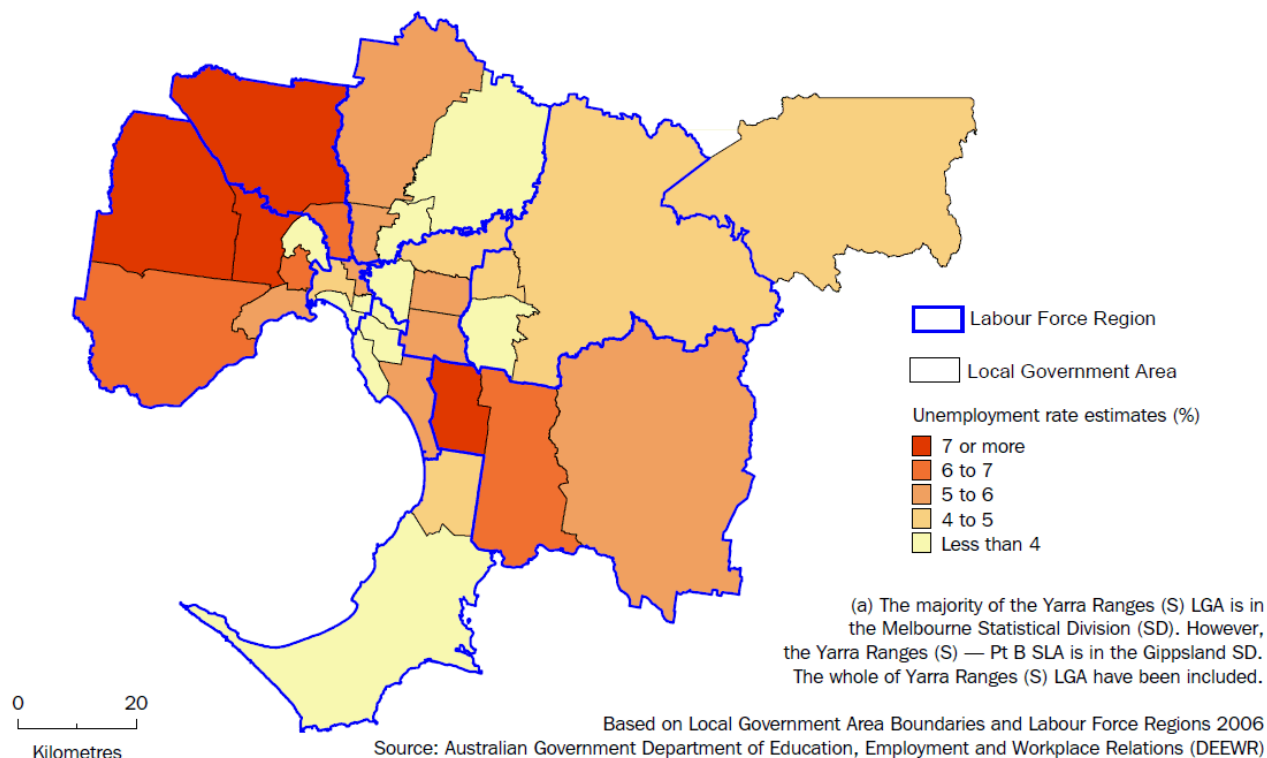 Labour Force Region
Local Government Area
Unemployment rate estimates (%)
7 or more
6 to 7
5 to 6
4 to 5
Less than 4
(a) The majority of the Yarra Ranges (S) LGA is in
the Melbourne Statistical Division (SD). However,
the Yarra Ranges (S) — Pt B SLA is in the Gippsland SD.
The whole of Yarra Ranges (S) LGA have been included.
0 20
Kilometres
Based on Local Government Area Boundaries and Labour Force Regions 2006
Source: Australian Government Department of Education, Employment and Workplace Relations (DEEWR)